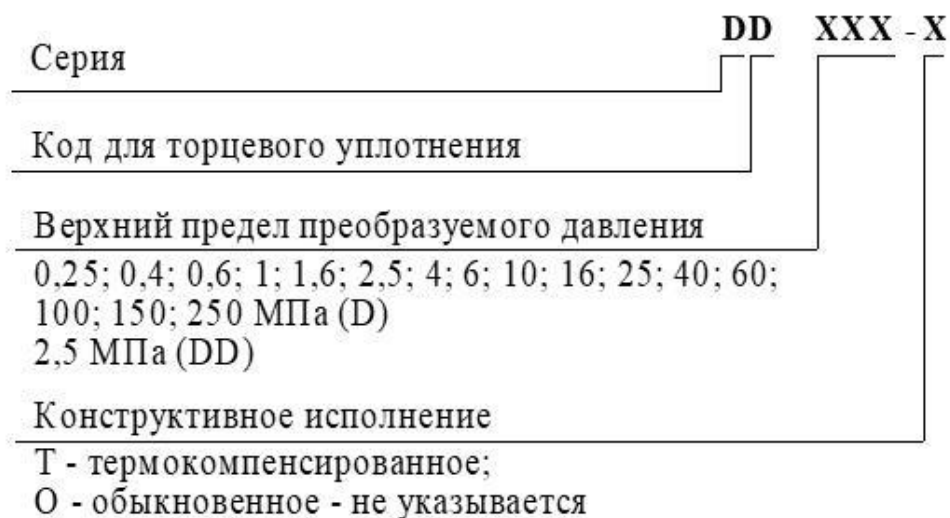 DD XXX - X
Серия
Код для торцевого уплотнения
Верхний предел преобразуемого давления
0,25; 0,4; 0,6; 1; 1,6; 2,5; 4; 6; 10; 16; 25; 40; 60;
100; 150; 250 МПа (D)
2,5 МПа (DD)
Конструктивное исполнение
Т - термокомпенсированное;
О - обыкновенное - не указывается